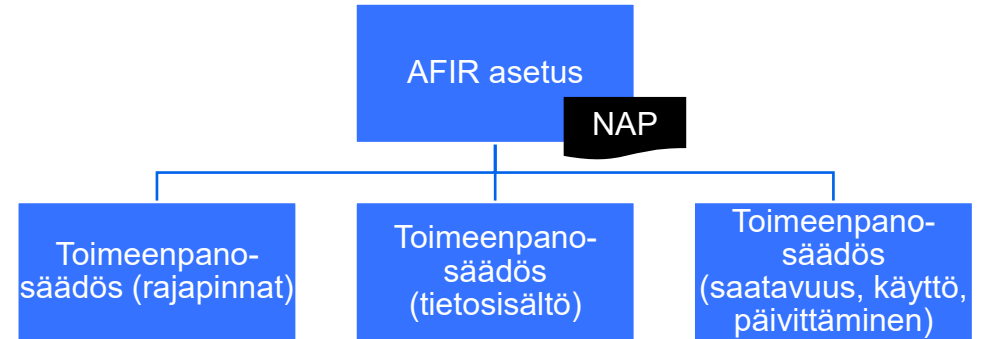 AFIR asetus
NAP
Toimeenpano-
säädös (rajapinnat)
Toimeenpano-
säädös
(tietosisältö)
Toimeenpano-
säädös
(saatavuus, käyttö,
päivittäminen)